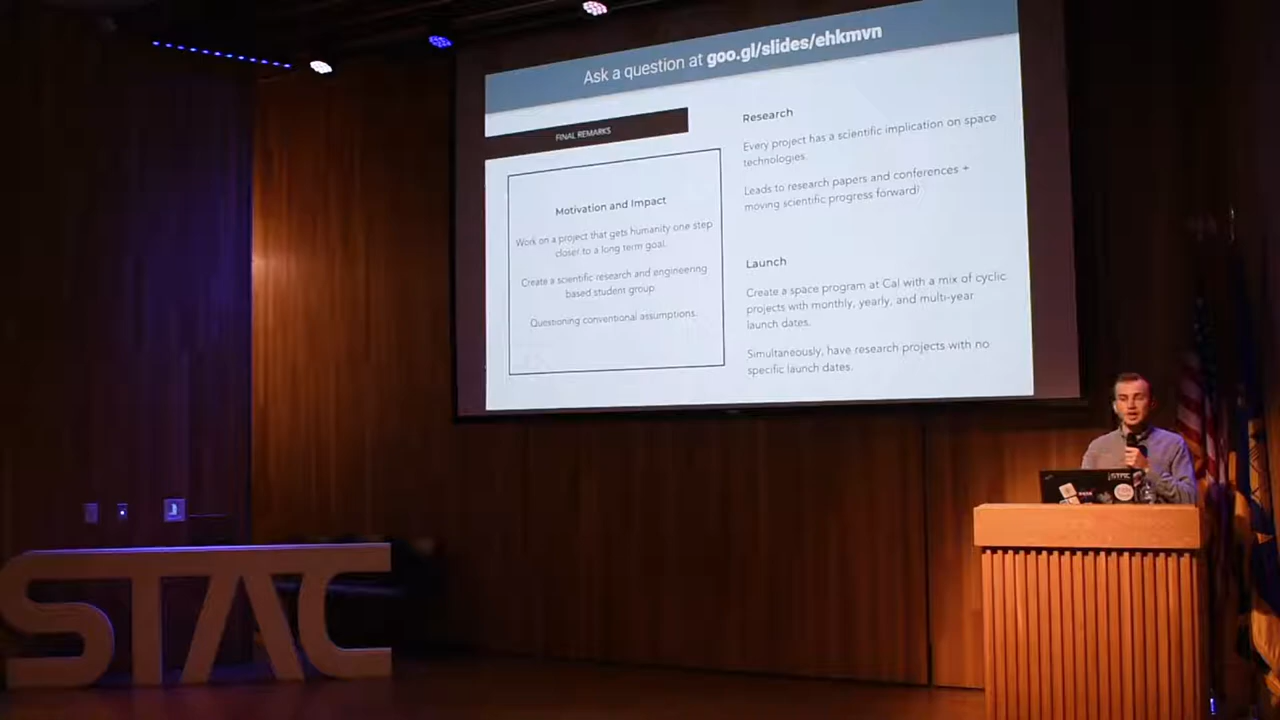 Ask a question at goo.gl/slides/ehkmvn
FINAL REMARKS
Motivation and Impact
Work on a project that gets humanity one step
closer to a long term goal.
Create a scientific research and engineering
based student group
Questioning conventional assumptions.
Research
Every project has a scientific implication on space
technologies.
Leads to research papers and conferences +
moving scientific progress forward!
Launch
Create a space program at Cal with a mix of cyclic
projects with monthly, yearly, and multi-year
launch dates.
Simultaneously, have research projects with no
specific launch dates.
STAC
STAC